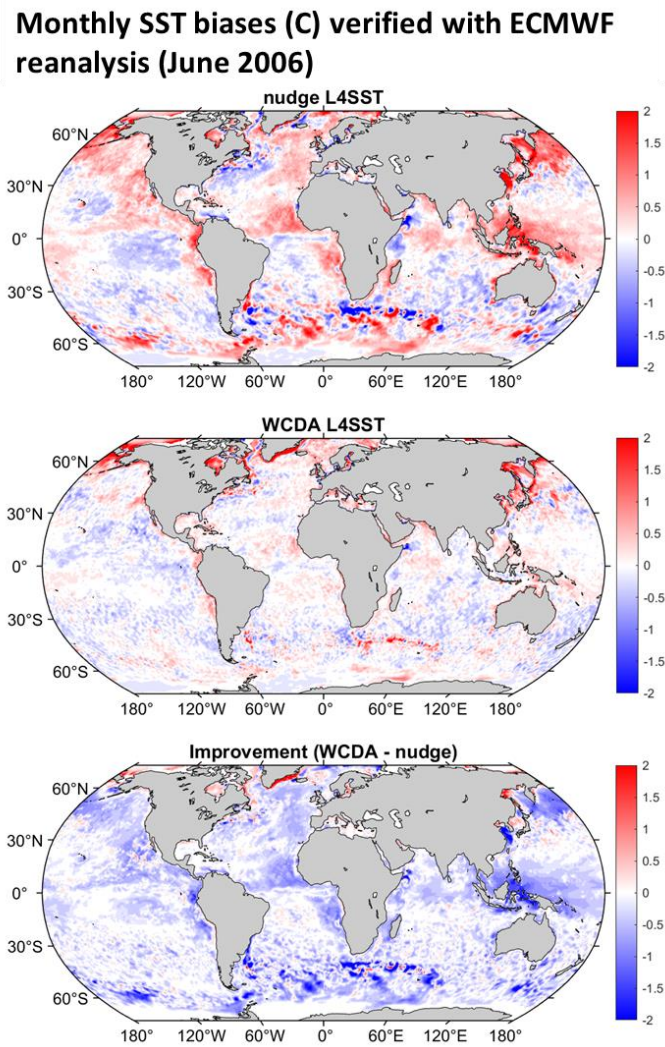 Monthly SST biases (C) verified with ECMWF
reanalysis (June 2006)
nudge L4SST
60°N
30°N
0°
30°S
60°S
180° 120°W 60°W 0°E 60°E 120°E 180°
2
1.5
1
0.5
0
-0.5
-1
-1.5
-2
WCDA L4SST
60°N
30°N
0°
30°S
60°S
180° 120°W 60°W 0°E 60°E 120°E 180°
2
1.5
1
0.5
0
-0.5
-1
-1.5
-2
Improvement (WCDA - nudge)
60°N
30°N
0°
30°S
60°S
180° 120°W 60°W 0°E 60°E 120°E 180°
2
1.5
1
0.5
0
-0.5
-1
-1.5
-2